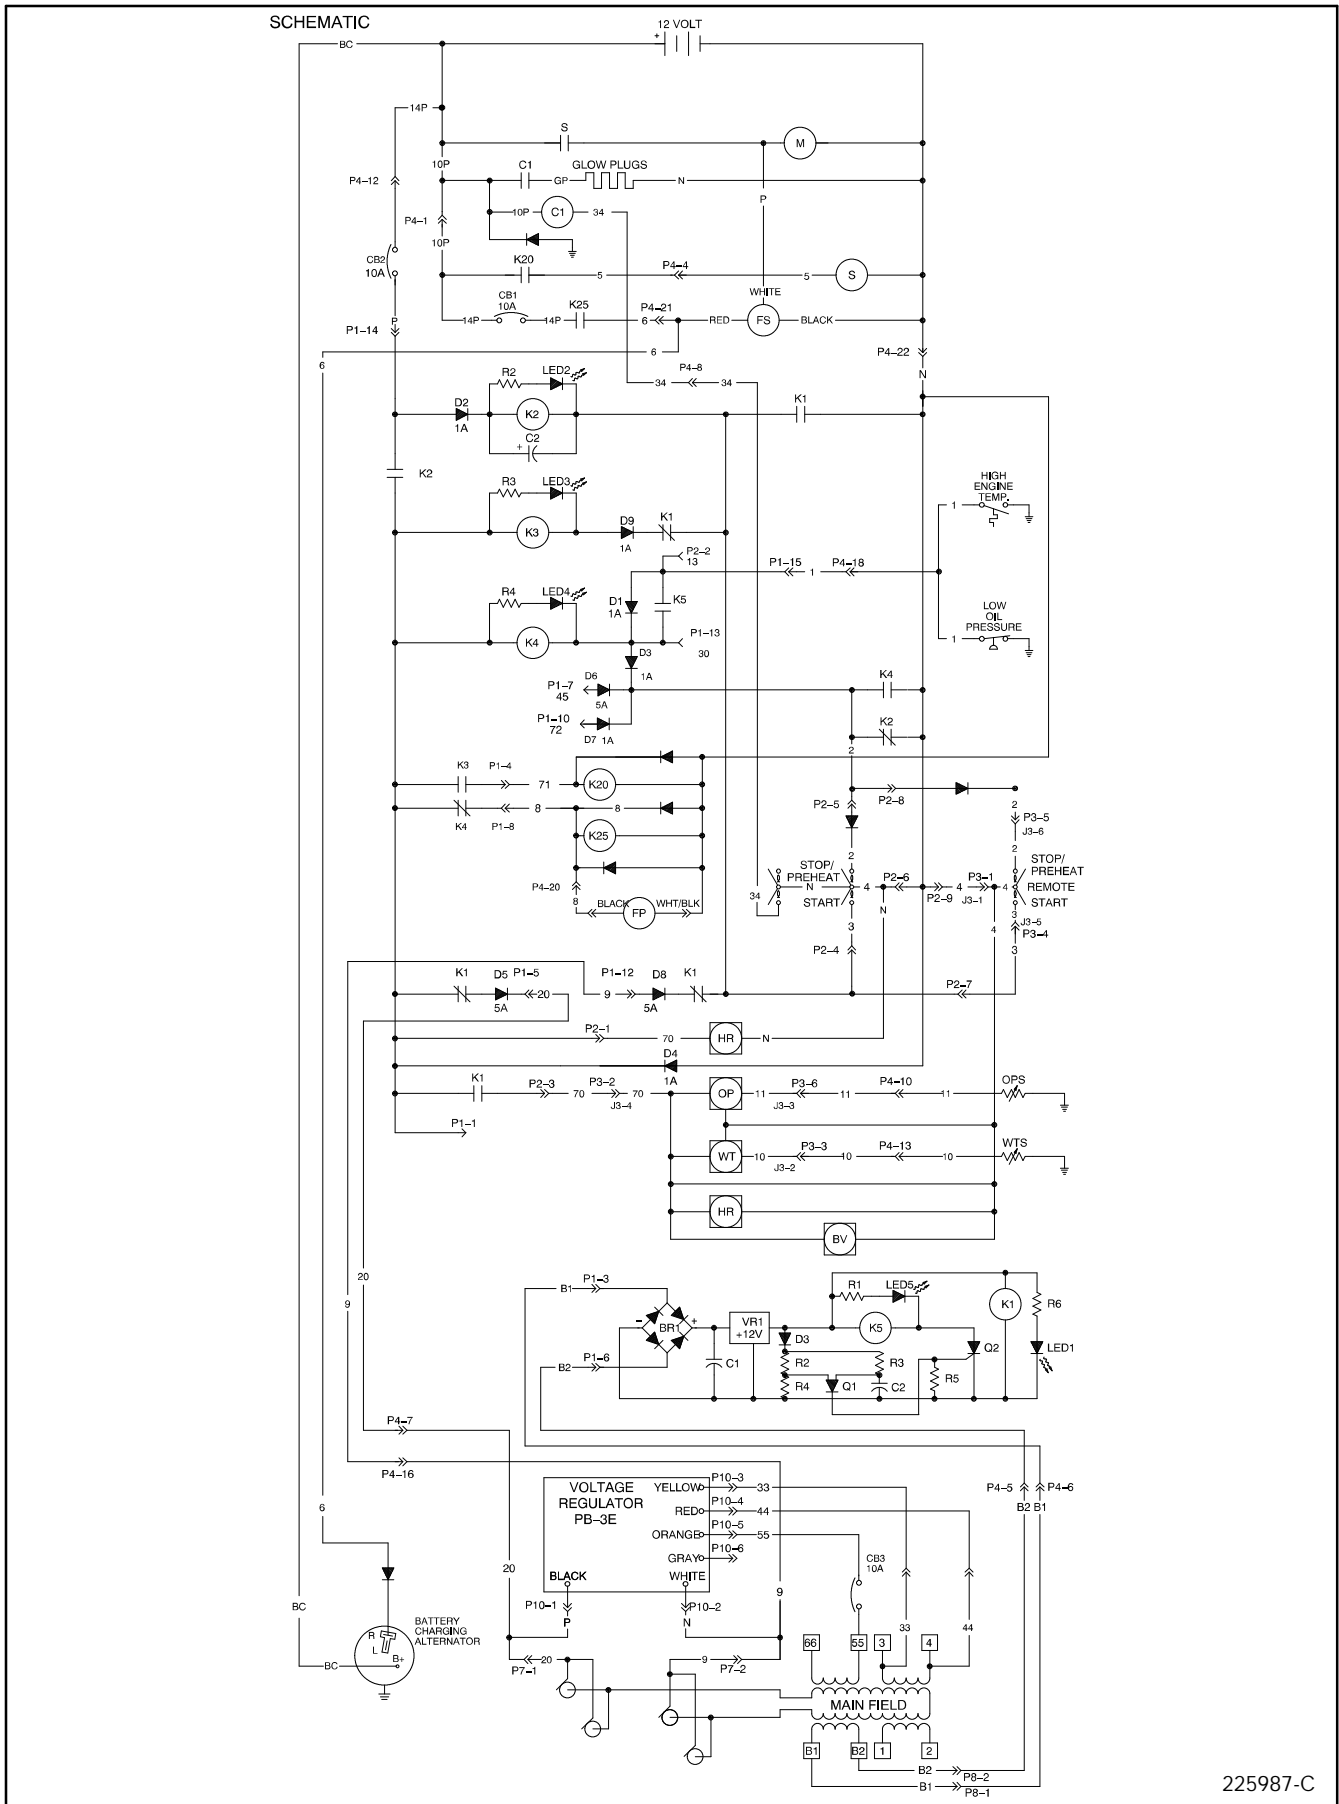 SCHEMATIC
12 VOLT
+
BC
14P
S
M
10P
C1
GLOW PLUGS
GP
N
P4-12
P
10P
C1
34
P4-1
10P
CB2
10A
K20
5
P4-4
5
S
WHITE
CB1
10A
K25
P4-21
14P
14P
6
RED
FS
BLACK
P
P1-14
6
P4-22
6
P4-8
34
34
N
R2
LED2
D2
K2
K1
1A
C2
+
K2
R3
LED3
HIGH
ENGINE
TEMP.
1
K3
D9
K1
1A
P2-2
13
P1-15
1
P4-18
R4
LED4
D1
1A
K5
LOW
OIL
PRESSURE
1
K4
P1-13
30
D3
1A
K4
P1-7
45
D6
5A
P1-10
72
D7 1A
K2
2
K3
P1-4
71
K20
P2-5
P2-8
8
8
K4
P1-8
K25
2
P3-5
J3-6
2
2
STOP/
PREHEAT
STOP/
PREHEAT
P4-20
34
N
4
P2-6
P2-9
4
P3-1
J3-1
4
REMOTE
8
BLACK
FP
WHT/BLK
START
START
N
3
3
J3-5
P3-4
4
P2-4
3
K1
D5
P1-5
P1-12
D8
K1
20
9
5A
5A
P2-7
P2-1
70
HR
N
D4
1A
K1
P2-3
70
P3-2
J3-4
70
OP
11
P3-6
J3-3
11
P4-10
11
OPS
P1-1
WT
10
P3-3
J3-2
10
P4-13
10
WTS
HR
BV
20
9
B1
P1-3
R1
LED5
K1
R6
-
BR1
+
VR1
+12V
K5
D3
Q2
LED1
B2
P1-6
C1
R2
R3
R4
Q1
C2
R5
P4-7
P4-16
VOLTAGE
REGULATOR
PB-3E
YELLOW
P10-3
33
RED
P10-4
44
ORANGE
P10-5
55
GRAY
P10-6
P4-5
P4-6
B2
B1
6
20
BLACK
WHITE
CB3
10A
9
P10-1
P
P10-2
N
BC
33
44
BATTERY
CHARGING
ALTERNATOR
R
L
B+
BC
66
55
3
4
20
P7-1
9
P7-2
MAIN FIELD
B1
B2
1
2
B2
P8-2
B1
P8-1
225987-C